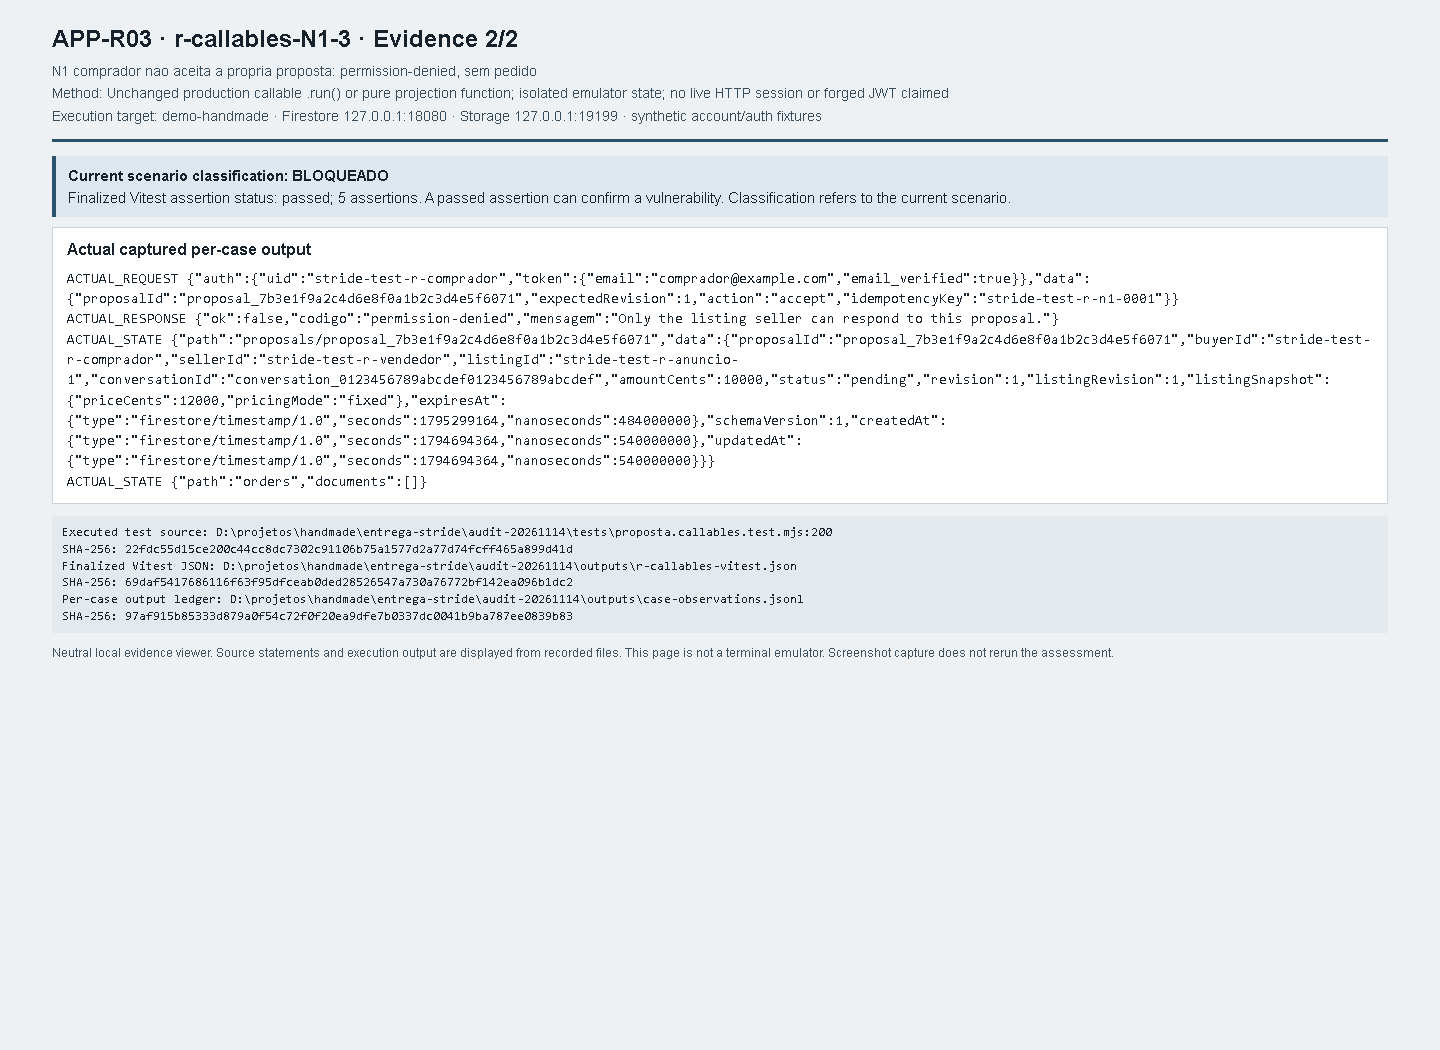 APP-R03 · r-callables-N1-3 · Evidence 2/2
N1 comprador nao aceita a propria proposta: permission-denied, sem pedido
Method: Unchanged production callable .run() or pure projection function; isolated emulator state; no live HTTP session or forged JWT claimed
Execution target: demo-handmade · Firestore 127.0.0.1:18080 · Storage 127.0.0.1:19199 · synthetic account/auth fixtures
Current scenario classification: BLOQUEADO
Finalized Vitest assertion status: passed; 5 assertions. A passed assertion can confirm a vulnerability. Classification refers to the current scenario.
Actual captured per-case output
ACTUAL_REQUEST {"auth":{"uid":"stride-test-r-comprador","token":{"email":"comprador@example.com","email_verified":true}},"data":
{"proposalId":"proposal_7b3e1f9a2c4d6e8f0a1b2c3d4e5f6071","expectedRevision":1,"action":"accept","idempotencyKey":"stride-test-r-n1-0001"}}
ACTUAL_RESPONSE {"ok":false,"codigo":"permission-denied","mensagem":"Only the listing seller can respond to this proposal."}
ACTUAL_STATE {"path":"proposals/proposal_7b3e1f9a2c4d6e8f0a1b2c3d4e5f6071","data":{"proposalId":"proposal_7b3e1f9a2c4d6e8f0a1b2c3d4e5f6071","buyerId":"stride-test-
r-comprador","sellerId":"stride-test-r-vendedor","listingId":"stride-test-r-anuncio-
1","conversationId":"conversation_0123456789abcdef0123456789abcdef","amountCents":10000,"status":"pending","revision":1,"listingRevision":1,"listingSnapshot":
{"priceCents":12000,"pricingMode":"fixed"},"expiresAt":
{"type":"firestore/timestamp/1.0","seconds":1795299164,"nanoseconds":484000000},"schemaVersion":1,"createdAt":
{"type":"firestore/timestamp/1.0","seconds":1794694364,"nanoseconds":540000000},"updatedAt":
{"type":"firestore/timestamp/1.0","seconds":1794694364,"nanoseconds":540000000}}}
ACTUAL_STATE {"path":"orders","documents":[]}
Executed test source: D:\projetos\handmade\entrega-stride\audit-20261114\tests\proposta.callables.test.mjs:200
SHA-256: 22fdc55d15ce200c44cc8dc7302c91106b75a1577d2a77d74fcff465a899d41d
Finalized Vitest JSON: D:\projetos\handmade\entrega-stride\audit-20261114\outputs\r-callables-vitest.json
SHA-256: 69daf5417686116f63f95dfceab0ded28526547a730a76772bf142ea096b1dc2
Per-case output ledger: D:\projetos\handmade\entrega-stride\audit-20261114\outputs\case-observations.jsonl
SHA-256: 97af915b85333d879a0f54c72f0f20ea9dfe7b0337dc0041b9ba787ee0839b83
Neutral local evidence viewer. Source statements and execution output are displayed from recorded files. This page is not a terminal emulator. Screenshot capture does not rerun the assessment.